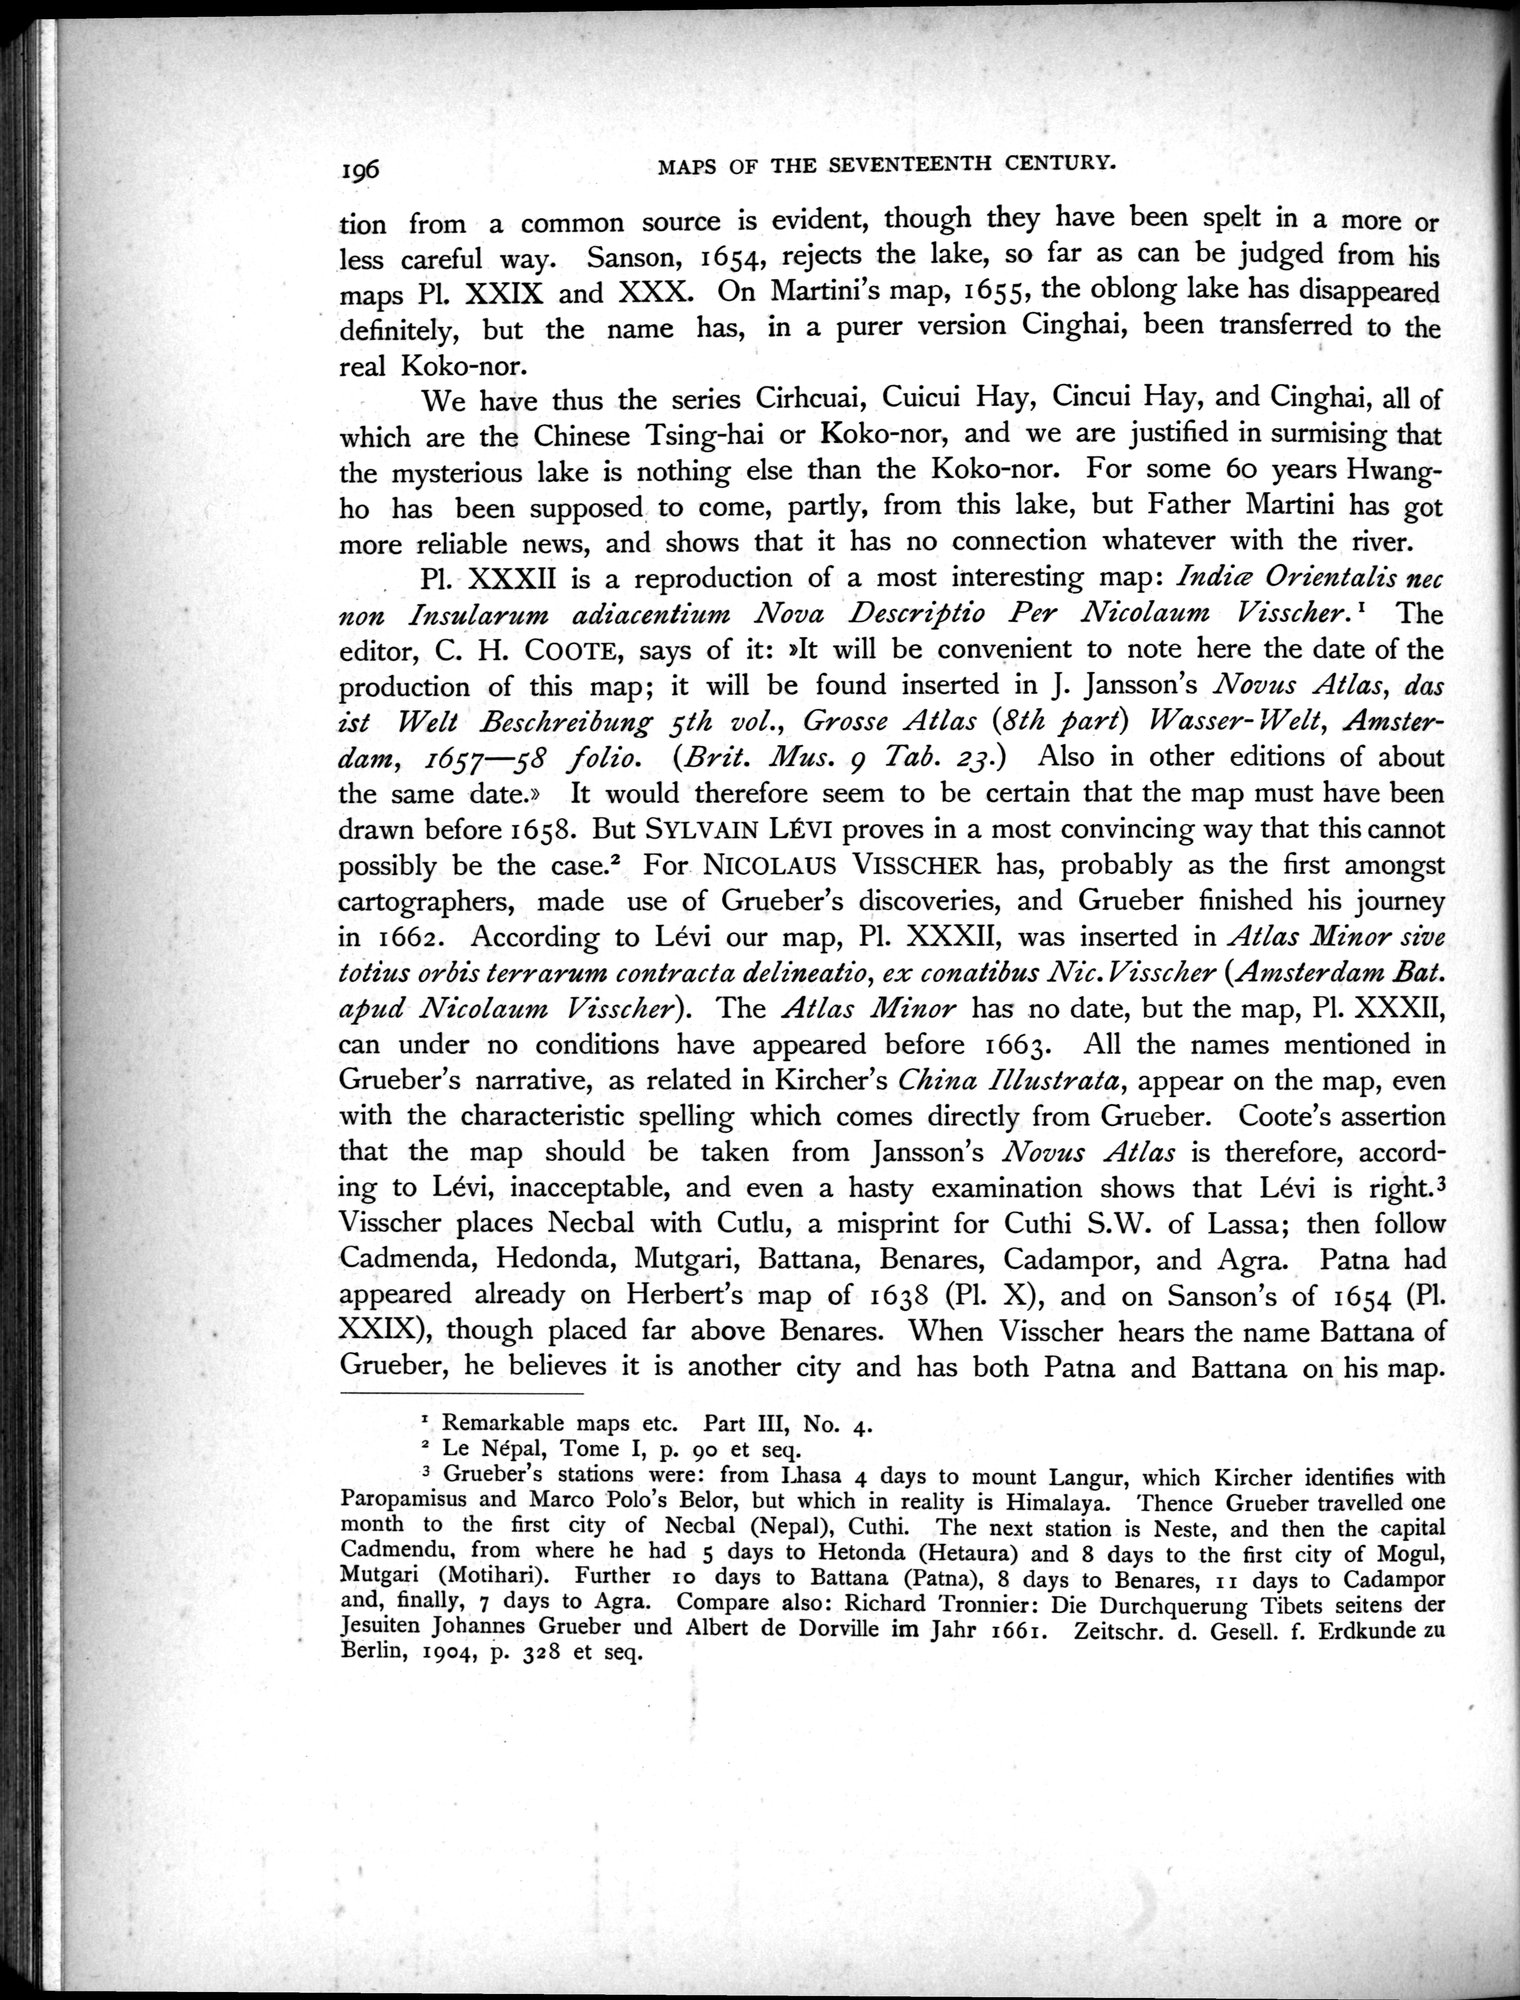 196 MAPS OF THE SEVENTEENTH CENTURY.
tion from a common source is evident, though they have been spelt in a more or
less careful way. Sanson, 1654, rejects the lake, so far as can be judged from his
maps Pl. XXIX and XXX. On Martini's map, 1655, the oblong lake has disappeared
definitely, but the name has, in a purer version Cinghai, been transferred to the
real Koko-nor.
We have thus the series Cirhcuai, Cuicui Hay, Cincui Hay, and Cinghai, all of
which are the Chinese Tsing-hai or Koko-nor, and we are justified in surmising that
the mysterious lake is nothing else than the Koko-nor. For some 60 years Hwang-
ho has been supposed to come, partly, from this lake, but Father Martini has got
more reliable news, and shows that it has no connection whatever with the river.
Pl. XXXII is a reproduction of a most interesting map: Indiæ Orientalis nec
non Insularum adiacentium Nova Descriptio Per Nicolaum Visscher.¹ The
editor, C. H. COOTE, says of it: »It will be convenient to note here the date of the
production of this map; it will be found inserted in J. Jansson's Novus Atlas, das
ist Welt Beschreibung 5th vol., Grosse Atlas (8th part) Wasser-Welt, Amster-
dam, 1657—58 folio. (Brit. Mus. 9 Tab. 23.) Also in other editions of about
the same date.» It would therefore seem to be certain that the map must have been
drawn before 1658. But SYLVAIN LÉVI proves in a most convincing way that this cannot
possibly be the case.² For NICOLAUS VISSCHER has, probably as the first amongst
cartographers, made use of Grueber's discoveries, and Grueber finished his journey
in 1662. According to Lévi our map, Pl. XXXII, was inserted in Atlas Minor sive
totius orbis terrarum contracta delineatio, ex conatibus Nic. Visscher (Amsterdam Bat.
apud Nicolaum Visscher). The Atlas Minor has no date, but the map, Pl. XXXII,
can under no conditions have appeared before 1663. All the names mentioned in
Grueber's narrative, as related in Kircher's China Illustrata, appear on the map, even
with the characteristic spelling which comes directly from Grueber. Coote's assertion
that the map should be taken from Jansson's Novus Atlas is therefore, accord-
ing to Lévi, inacceptable, and even a hasty examination shows that Lévi is right.³
Visscher places Necbal with Cutlu, a misprint for Cuthi S.W. of Lassa; then follow
Cadmenda, Hedonda, Mutgari, Battana, Benares, Cadampor, and Agra. Patna had
appeared already on Herbert's map of 1638 (Pl. X), and on Sanson's of 1654 (Pl.
XXIX), though placed far above Benares. When Visscher hears the name Battana of
Grueber, he believes it is another city and has both Patna and Battana on his map.
¹ Remarkable maps etc. Part III, No. 4.
² Le Népal, Tome I, p. 90 et seq.
³ Grueber's stations were: from Lhasa 4 days to mount Langur, which Kircher identifies with
Paropamisus and Marco Polo's Belor, but which in reality is Himalaya. Thence Grueber travelled one
month to the first city of Necbal (Nepal), Cuthi. The next station is Neste, and then the capital
Cadmendu, from where he had 5 days to Hetonda (Hetaura) and 8 days to the first city of Mogul,
Mutgari (Motihari). Further 10 days to Battana (Patna), 8 days to Benares, 11 days to Cadampor
and, finally, 7 days to Agra. Compare also: Richard Tronnier: Die Durchquerung Tibets seitens der
Jesuiten Johannes Grueber und Albert de Dorville im Jahr 1661. Zeitschr. d. Gesell. f. Erdkunde zu
Berlin, 1904, p. 328 et seq.